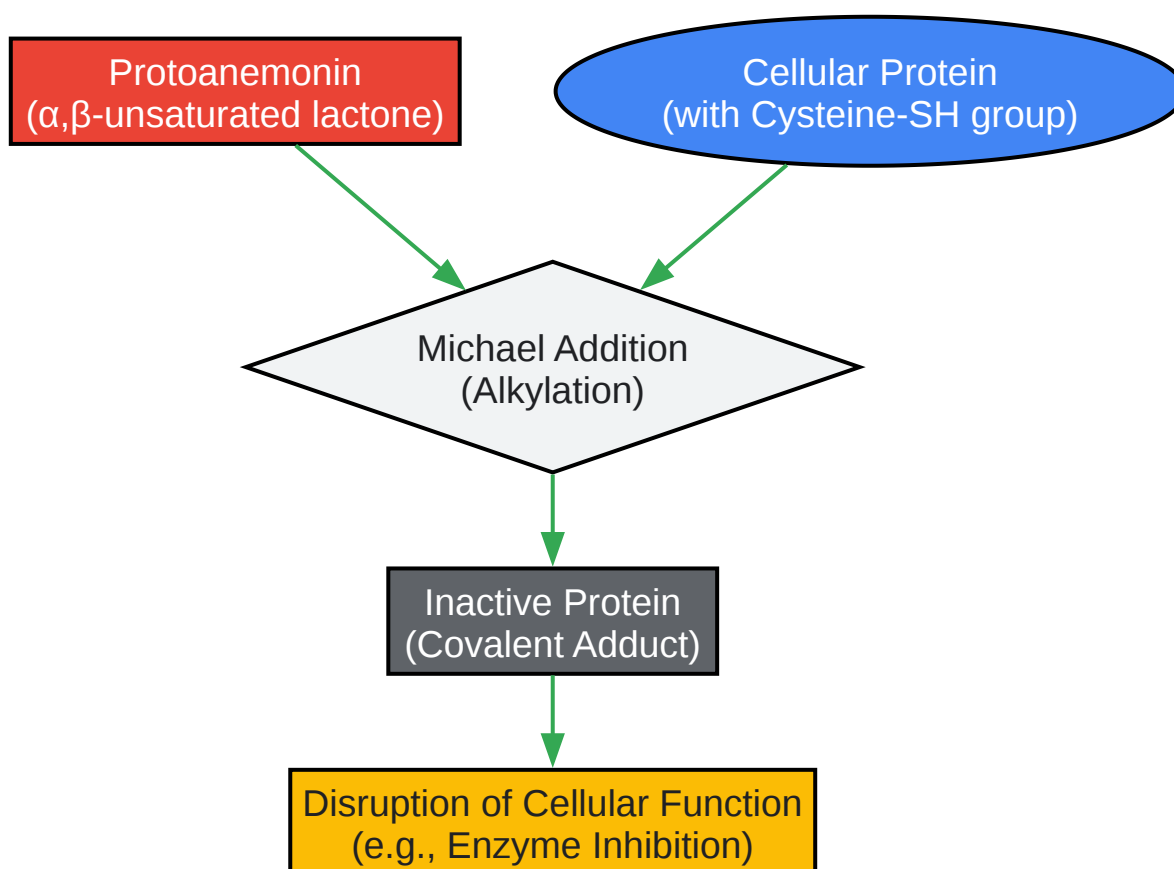 Protoanemonin
(α,β-unsaturated lactone)
Cellular Protein
(with Cysteine-SH group)
Michael Addition
(Alkylation)
Inactive Protein
(Covalent Adduct)
Disruption of Cellular Function
(e.g., Enzyme Inhibition)